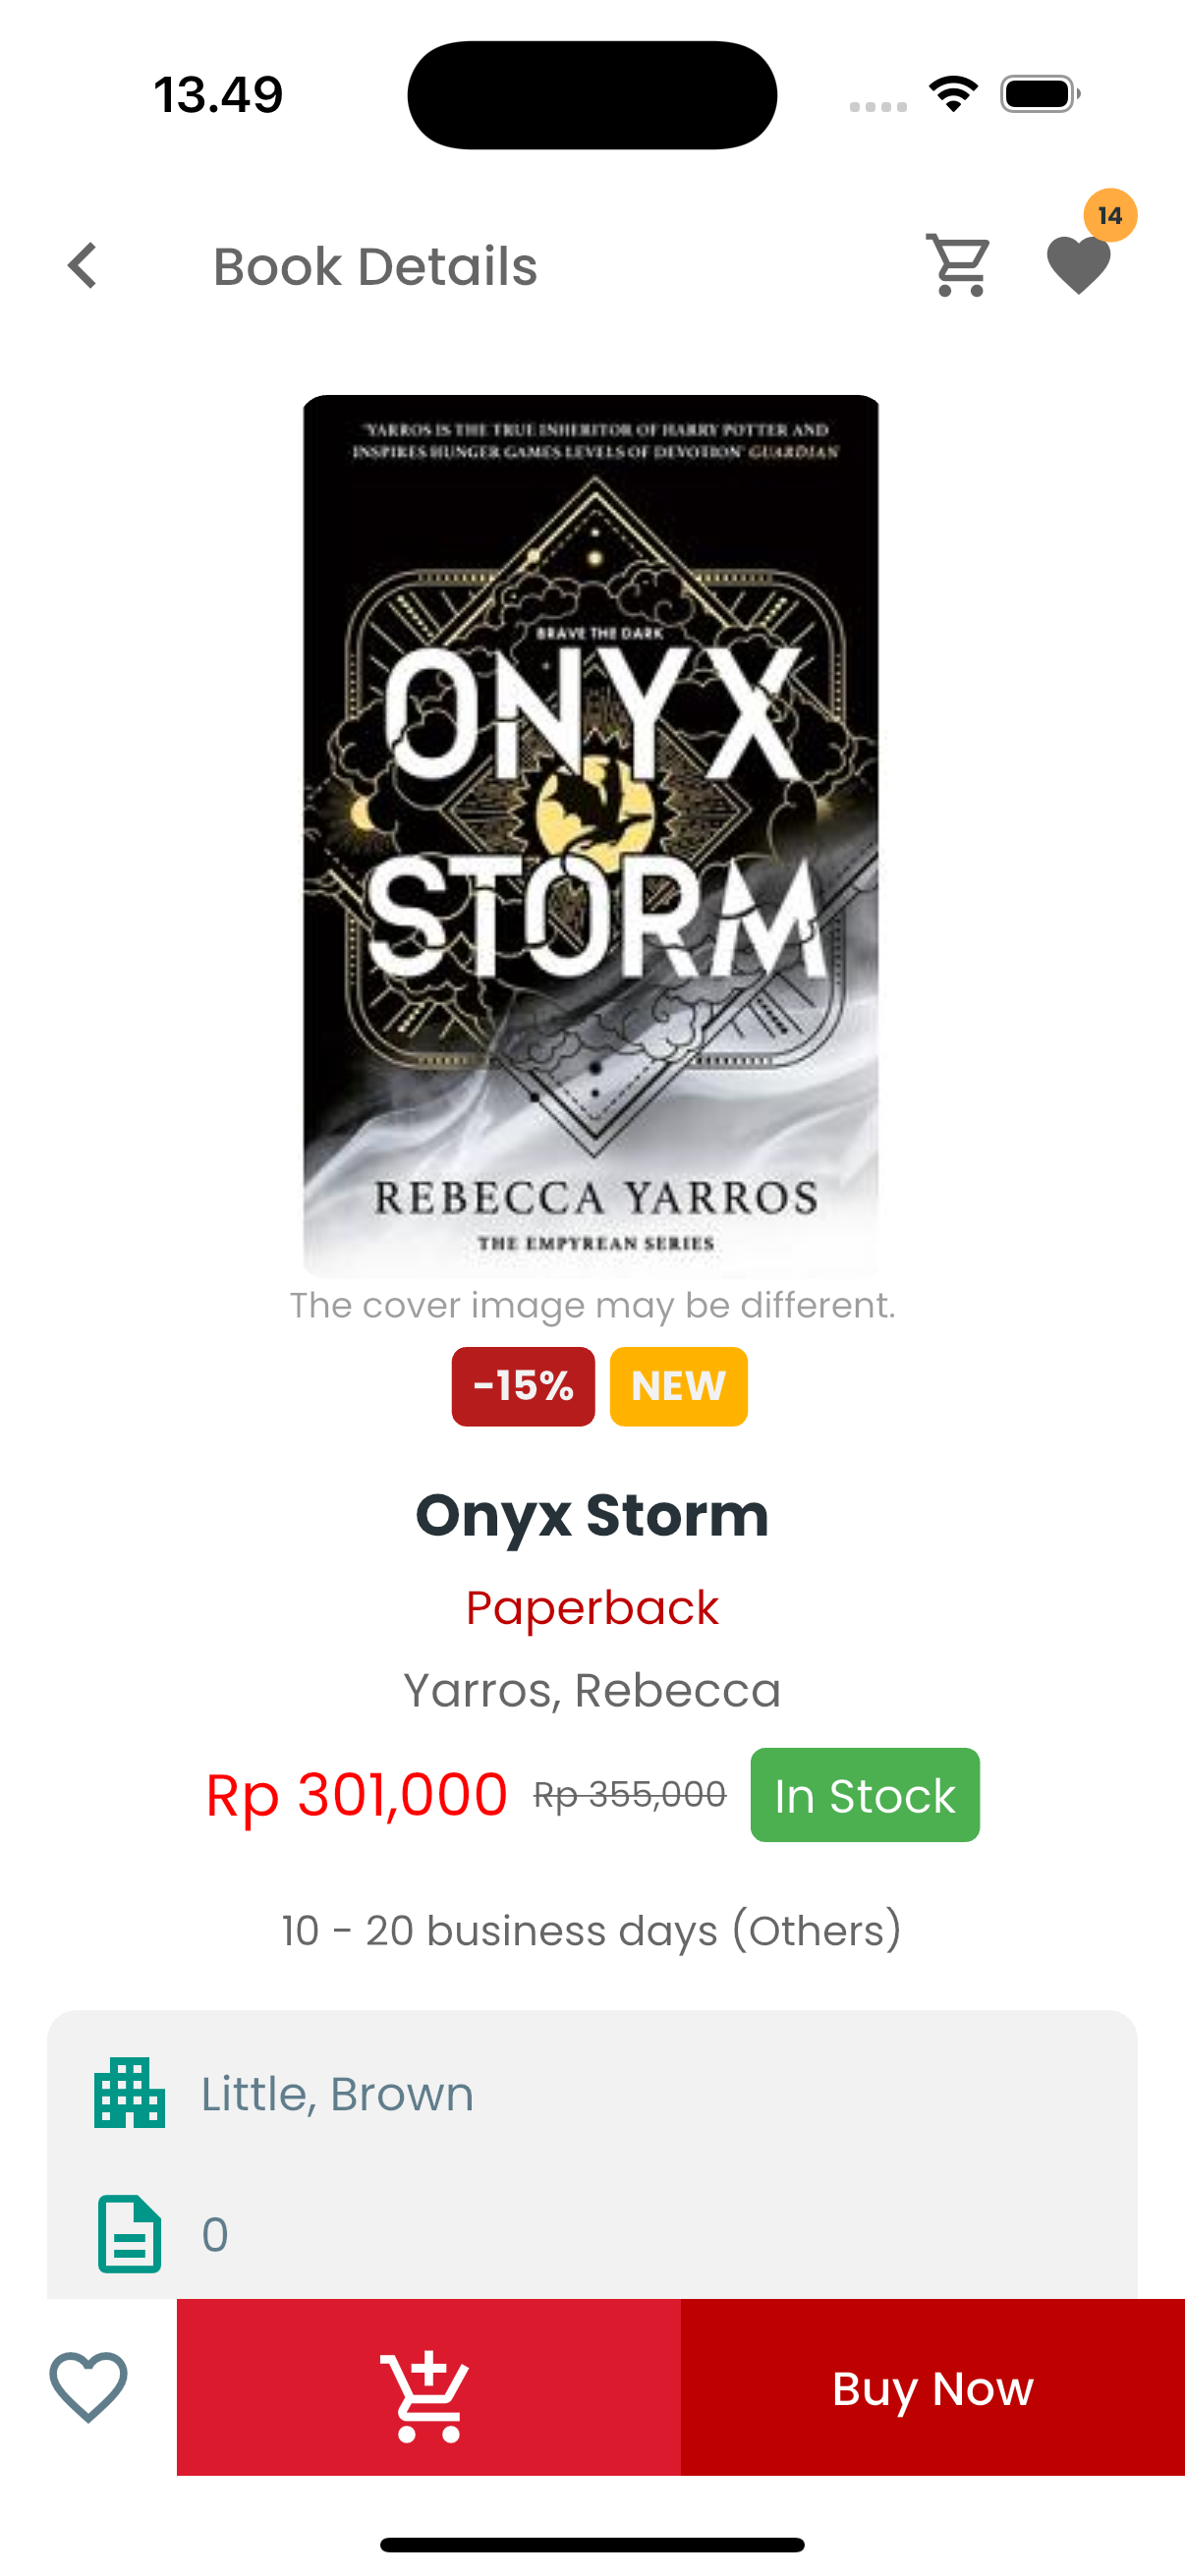 13.49
14
Book Details
'YARROS IS THE TRUE INHERITOR OF HARRY POTTER AND
INSPIRES HUNGER GAMES LEVELS OF DEVOTION' GUARDIAN
BRAVE THE DARK
ONYX
STORM
REBECCA YARROS
THE EMPYREAN SERIES
The cover image may be different.
-15% NEW
Onyx Storm
Paperback
Yarros, Rebecca
Rp 301,000 Rp 355,000 In Stock
10 - 20 business days (Others)
Little, Brown
0
Buy Now